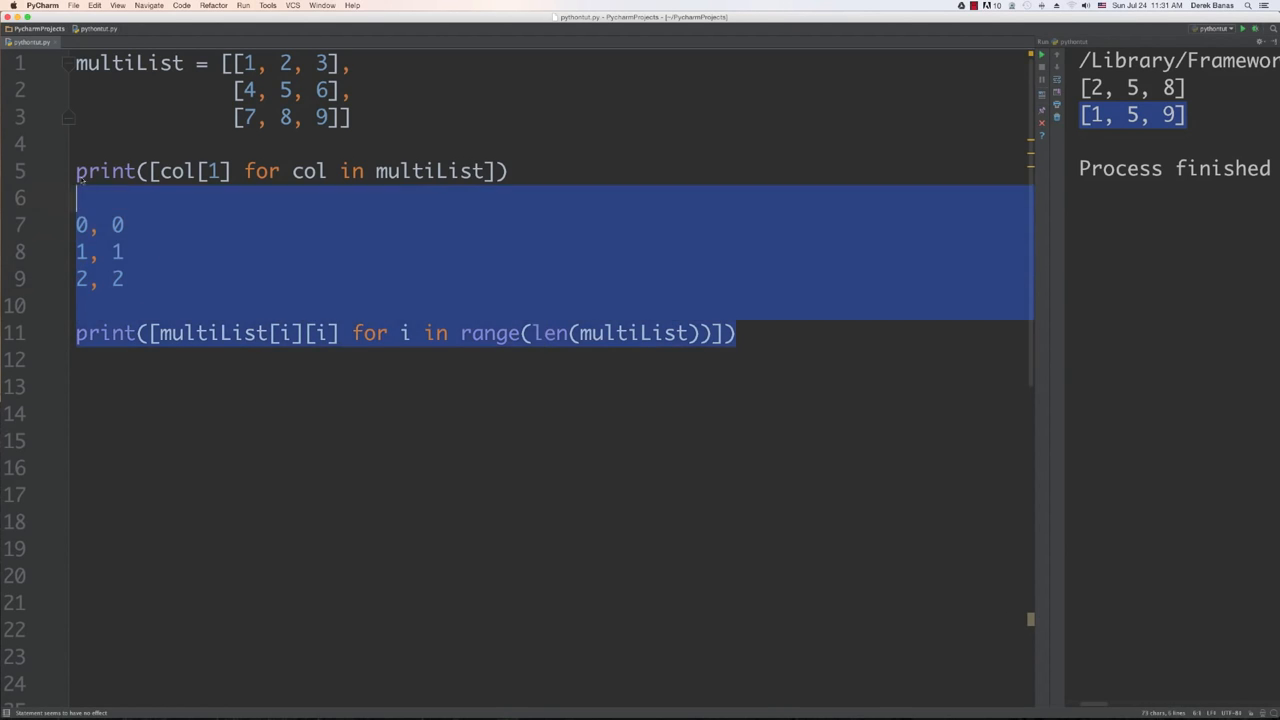 PyCharm File Edit View Navigate Code Refactor Run Tools VCS Window Help
10 Sun Jul 24 11:31 AM Derek Banas
pythontut.py - PycharmProjects - [~/PycharmProjects]
PycharmProjects pythontut.py
pythontut
pythontut.py
Run pythontut
1 multiList = [[1, 2, 3],
2 [4, 5, 6],
3 [7, 8, 9]]
4
5 print([col[1] for col in multiList])
6
7 0, 0
8 1, 1
9 2, 2
10
11 print([multiList[i][i] for i in range(len(multiList))])
12
13
14
15
16
17
18
19
20
21
22
23
24
/Library/Framewor
[2, 5, 8]
[1, 5, 9]
Process finished
Statement seems to have no effect
73 chars, 6 lines 6:1 LF÷ UTF-8÷